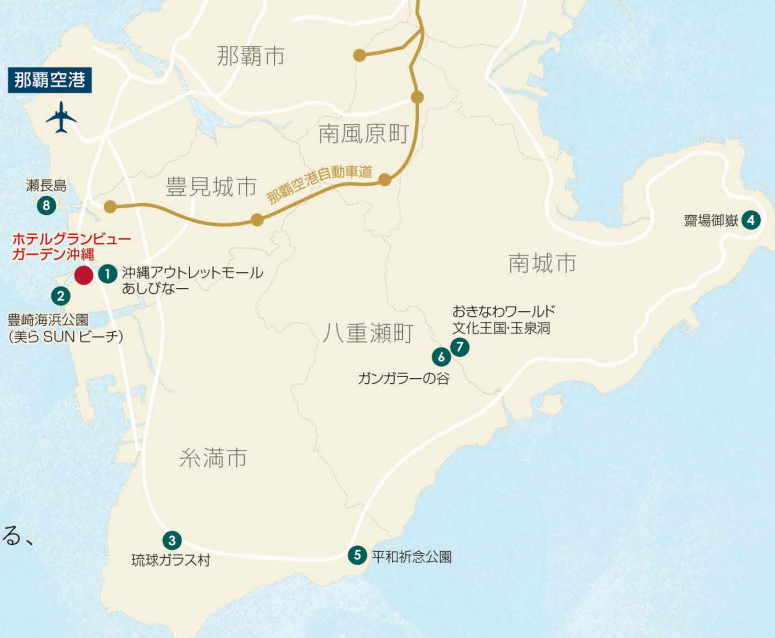 那覇市
那覇空港
南風原町
那覇空港自動車道
豊見城市
瀬長島
8
齋場御嶽 4
ホテルグランビュー
ガーデン沖縄
1 沖縄アウトレットモール
あしびなー
南城市
2
豊崎海浜公園
（美ら SUN ビーチ）
おきなわワールド
文化王国・玉泉洞
7
八重瀬町
6
ガンガラーの谷
糸満市
る、
3
琉球ガラス村
5 平和祈念公園